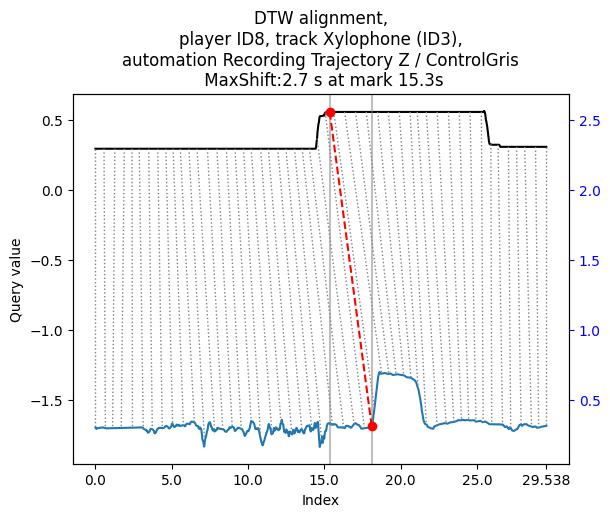 DTW alignment,
player ID8, track Xylophone (ID3),
automation Recording Trajectory Z / ControlGris
MaxShift:2.7 s at mark 15.3s
0.5
0.0
−0.5
−1.0
−1.5
Query value
2.5
2.0
1.5
1.0
0.5
0.0 5.0 10.0 15.0 20.0 25.0 29.538
Index